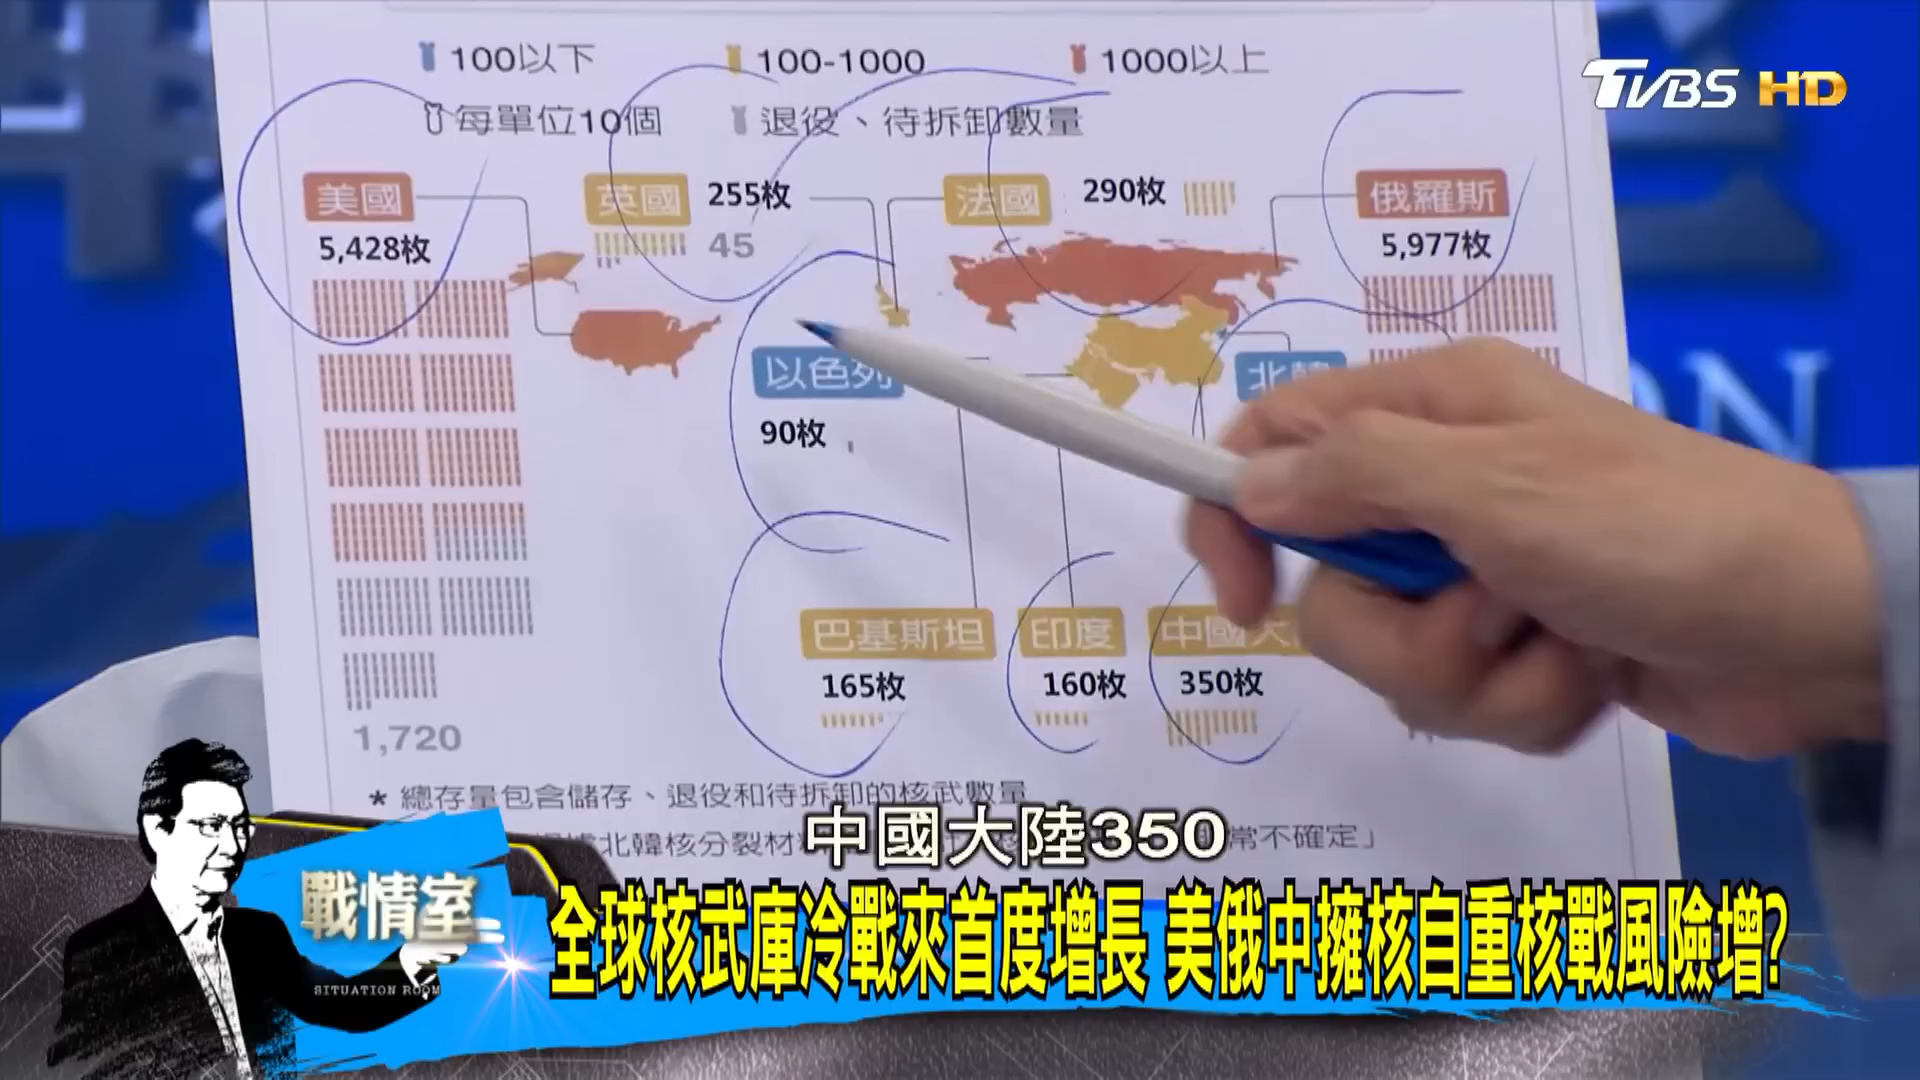 TVBS HD
100以下
100-1000
1000以上
每單位10個
退役、待拆卸數量
美國
5,428枚
英國
255枚
45
法國
290枚
俄羅斯
5,977枚
以色列
90枚
北韓
巴基斯坦
165枚
印度
160枚
中國大
350枚
1,720
* 總存量包含儲存、退役和待拆卸的核武數量
北韓核分裂材
常不確定」
中國大陸350
戰情室
SITUATION ROOM
全球核武庫冷戰來首度增長 美俄中擁核自重核戰風險增?